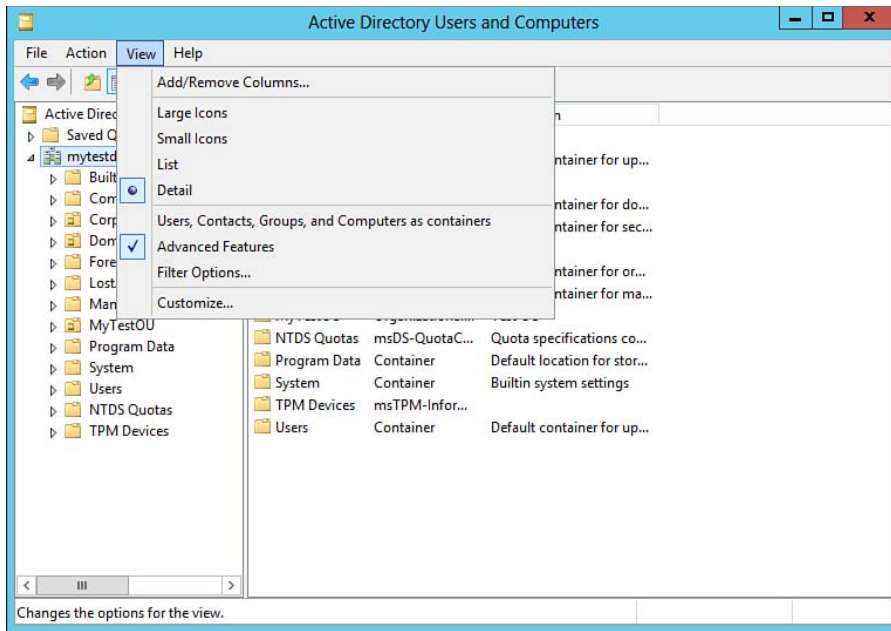 Active Directory Users and Computers
File Action View Help
Add/Remove Columns...
Large Icons
Small Icons
List
Detail
Users, Contacts, Groups, and Computers as containers
Advanced Features
Filter Options...
Customize...
Active Direc
Saved Q
mytestd
Built
Com
Corp
Dom
Fore
Lost
Man
MyTestOU
Program Data
System
Users
NTDS Quotas
TPM Devices
n
ntainer for up...
ntainer for do...
ntainer for sec...
ntainer for or...
ntainer for ma...
NTDS Quotas msDS-QuotaC... Quota specifications co...
Program Data Container Default location for stor...
System Container Builtin system settings
TPM Devices msTPM-Infor...
Users Container Default container for up...
Changes the options for the view.